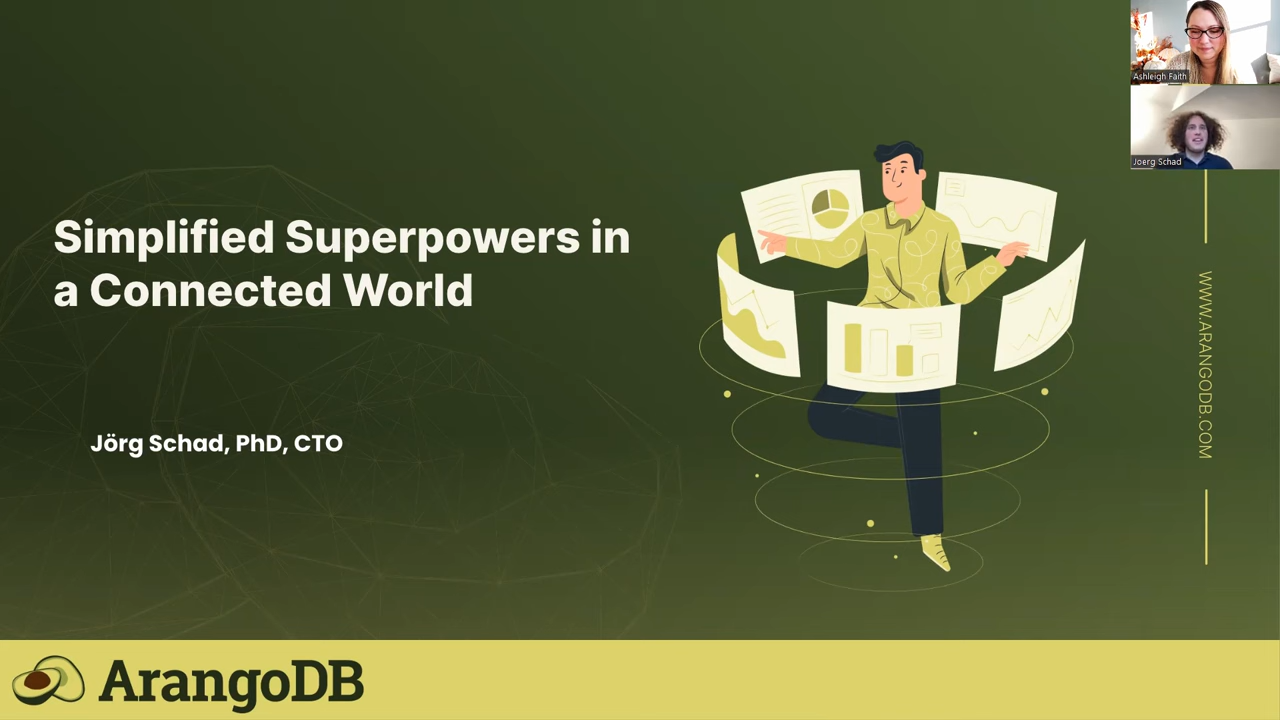 Simplified Superpowers in
a Connected World
Jörg Schad, PhD, CTO
ArangoDB
WWW.ARANGODB.COM
Ashleigh Faith
Joerg Schad